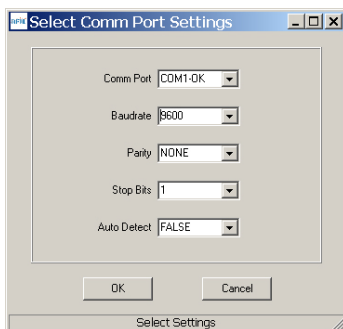 Select Comm Port Settings
Comm Port COM1-OK
Baudrate 9600
Parity NONE
Stop Bits 1
Auto Detect FALSE
OK Cancel
Select Settings